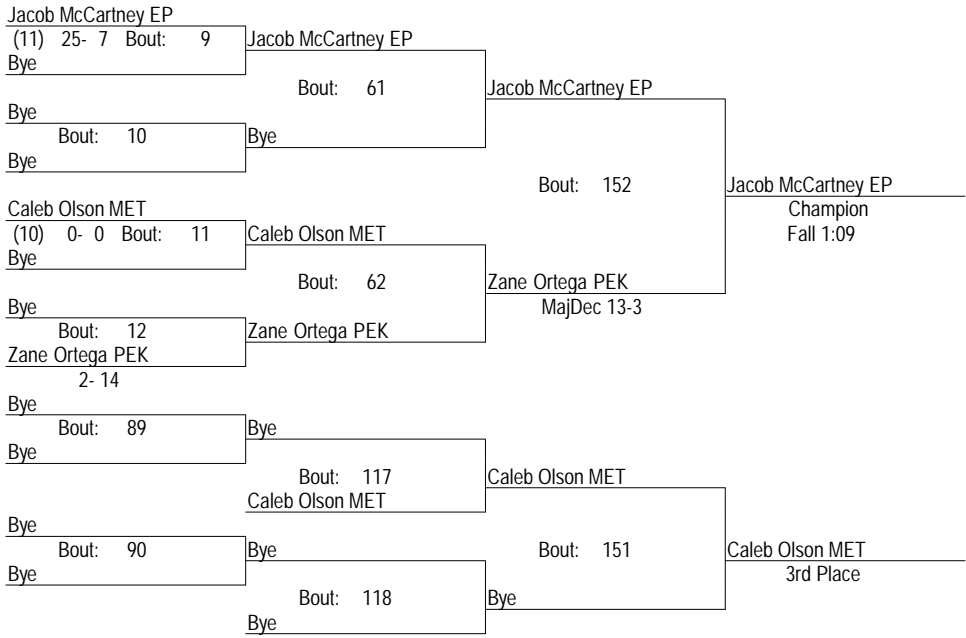 Jacob McCartney EP
(11) 25- 7 Bout: 9 Jacob McCartney EP
Bye
Bout: 61 Jacob McCartney EP
Bye
Bout: 10 Bye
Bye
Bout: 152 Jacob McCartney EP
Caleb Olson MET Champion
(10) 0- 0 Bout: 11 Caleb Olson MET Fall 1:09
Bye
Bout: 62 Zane Ortega PEK
Bye MajDec 13-3
Bout: 12 Zane Ortega PEK
Zane Ortega PEK
2- 14
Bye
Bout: 89 Bye
Bye
Bout: 117 Caleb Olson MET
Caleb Olson MET
Bye
Bout: 90 Bye Bout: 151 Caleb Olson MET
Bye 3rd Place
Bout: 118 Bye
Bye